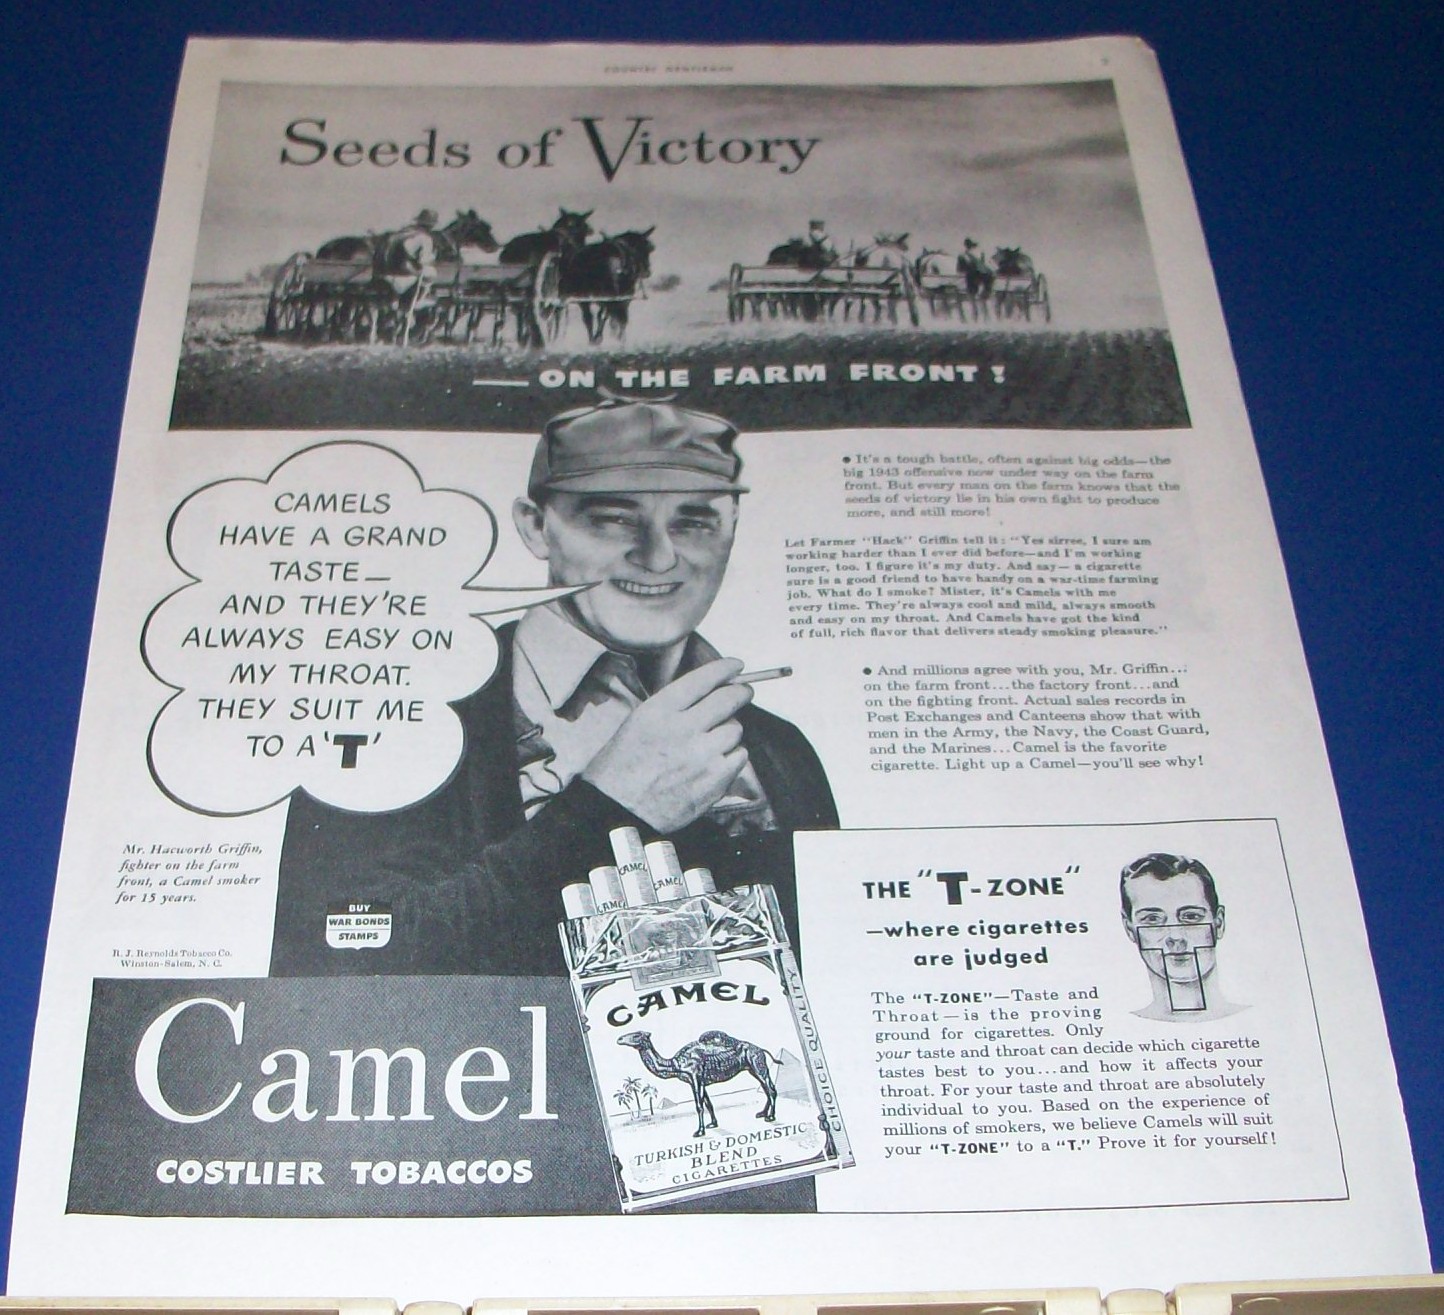 COUNTRY GENTLEMAN
Seeds of Victory
— ON THE FARM FRONT!
CAMELS
HAVE A GRAND
TASTE—
AND THEY'RE
ALWAYS EASY ON
MY THROAT.
THEY SUIT ME
TO A 'T'
• It's a tough battle, often against big odds—the
big 1943 offensive now under way on the farm
front. But every man on the farm knows that the
seeds of victory lie in his own fight to produce
more, and still more!
Let Farmer "Hack" Griffin tell it: "Yes sirree, I sure am
working harder than I ever did before—and I'm working
longer, too. I figure it's my duty. And say—a cigarette
sure is a good friend to have handy on a war-time farming
job. What do I smoke? Mister, it's Camels with me
every time. They're always cool and mild, always smooth
and easy on my throat. And Camels have got the kind
of full, rich flavor that delivers steady smoking pleasure."
• And millions agree with you, Mr. Griffin...
on the farm front...the factory front...and
on the fighting front. Actual sales records in
Post Exchanges and Canteens show that with
men in the Army, the Navy, the Coast Guard,
and the Marines...Camel is the favorite
cigarette. Light up a Camel—you'll see why!
Mr. Hacworth Griffin,
fighter on the farm
front, a Camel smoker
for 15 years.
BUY
WAR BONDS
STAMPS
R. J. Reynolds Tobacco Co.
Winston-Salem, N. C.
Camel
COSTLIER TOBACCOS
CAMEL
CAMEL
CAMEL
CAMEL
CHOICE QUALITY
TURKISH & DOMESTIC
BLEND
CIGARETTES
THE "T-ZONE"
—where cigarettes
are judged
The "T-ZONE"—Taste and
Throat—is the proving
ground for cigarettes. Only
your taste and throat can decide which cigarette
tastes best to you...and how it affects your
throat. For your taste and throat are absolutely
individual to you. Based on the experience of
millions of smokers, we believe Camels will suit
your "T-ZONE" to a "T." Prove it for yourself!